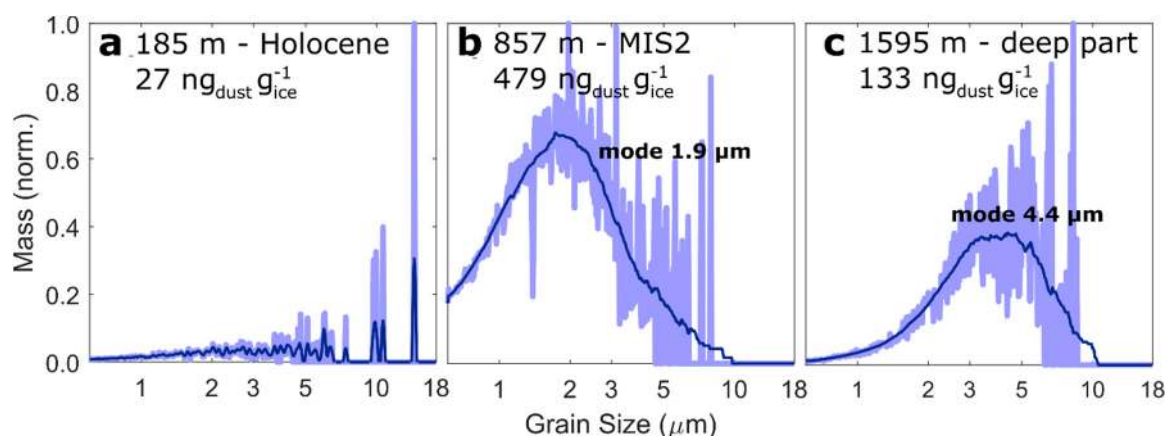 a 185 m - Holocene
27 ng_dust g_ice^-1
b 857 m - MIS2
479 ng_dust g_ice^-1
mode 1.9 µm
c 1595 m - deep part
133 ng_dust g_ice^-1
mode 4.4 µm
Mass (norm.)
1.0
0.8
0.6
0.4
0.2
0.0
1 2 3 5 10 18
1 2 3 5 10 18
1 2 3 5 10 18
Grain Size (µm)